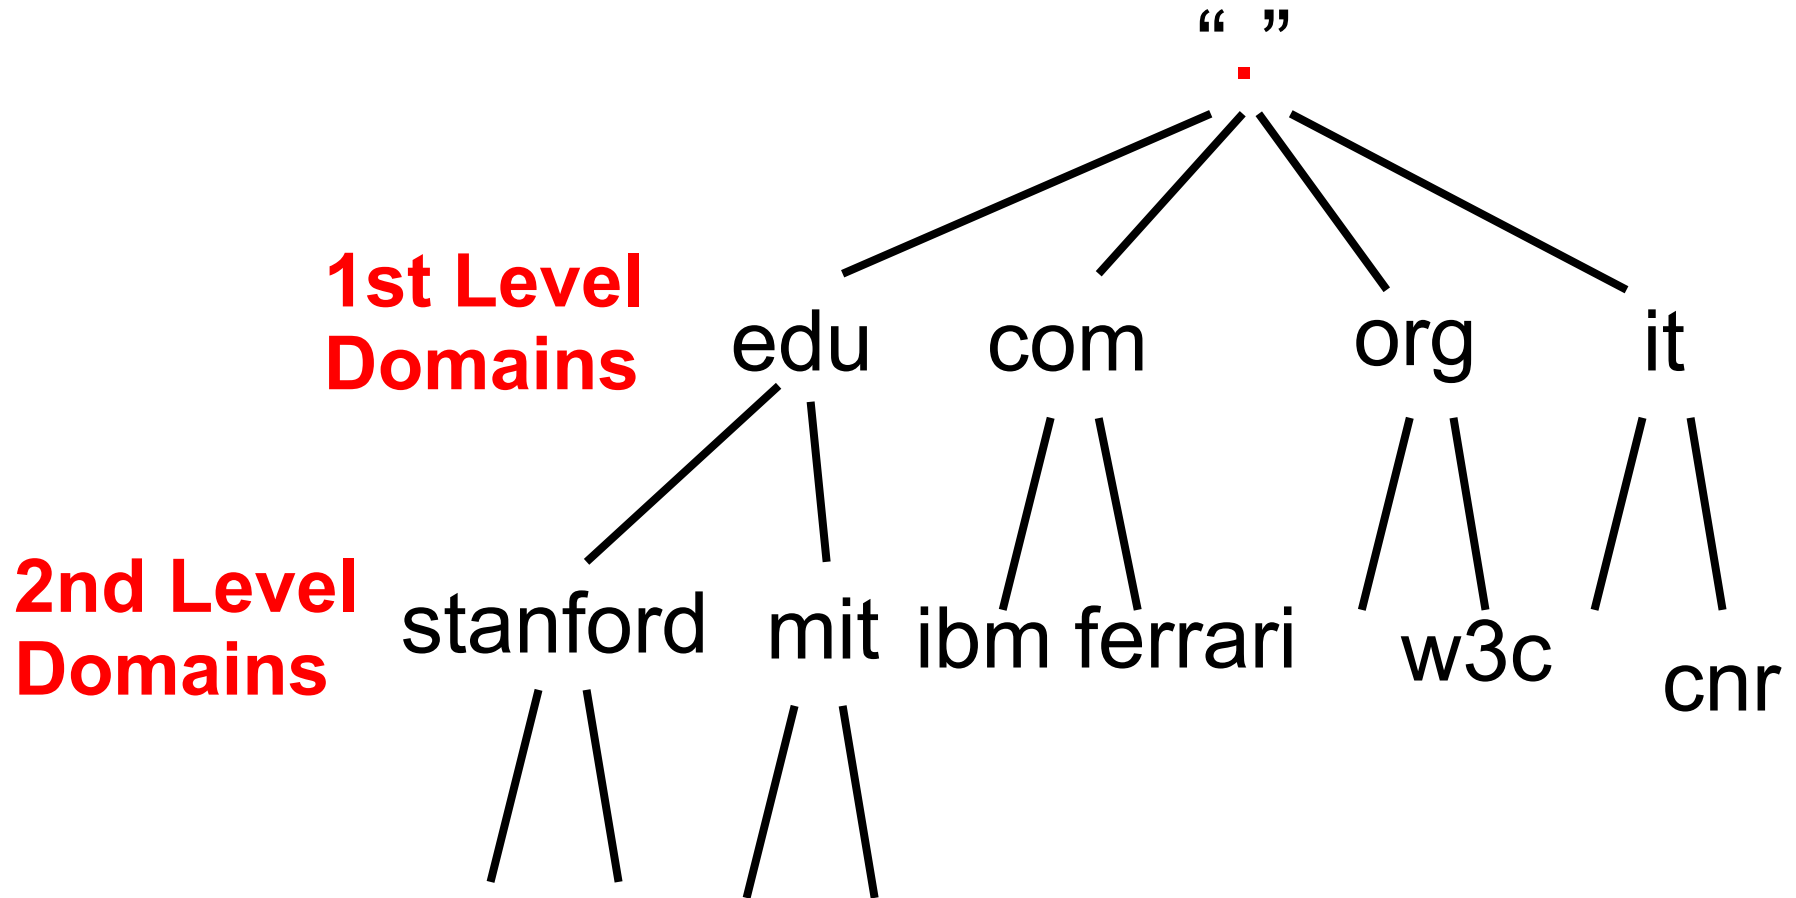 “ ”
.
1st Level
Domains
edu com org it
2nd Level
Domains
stanford mit ibm ferrari w3c cnr